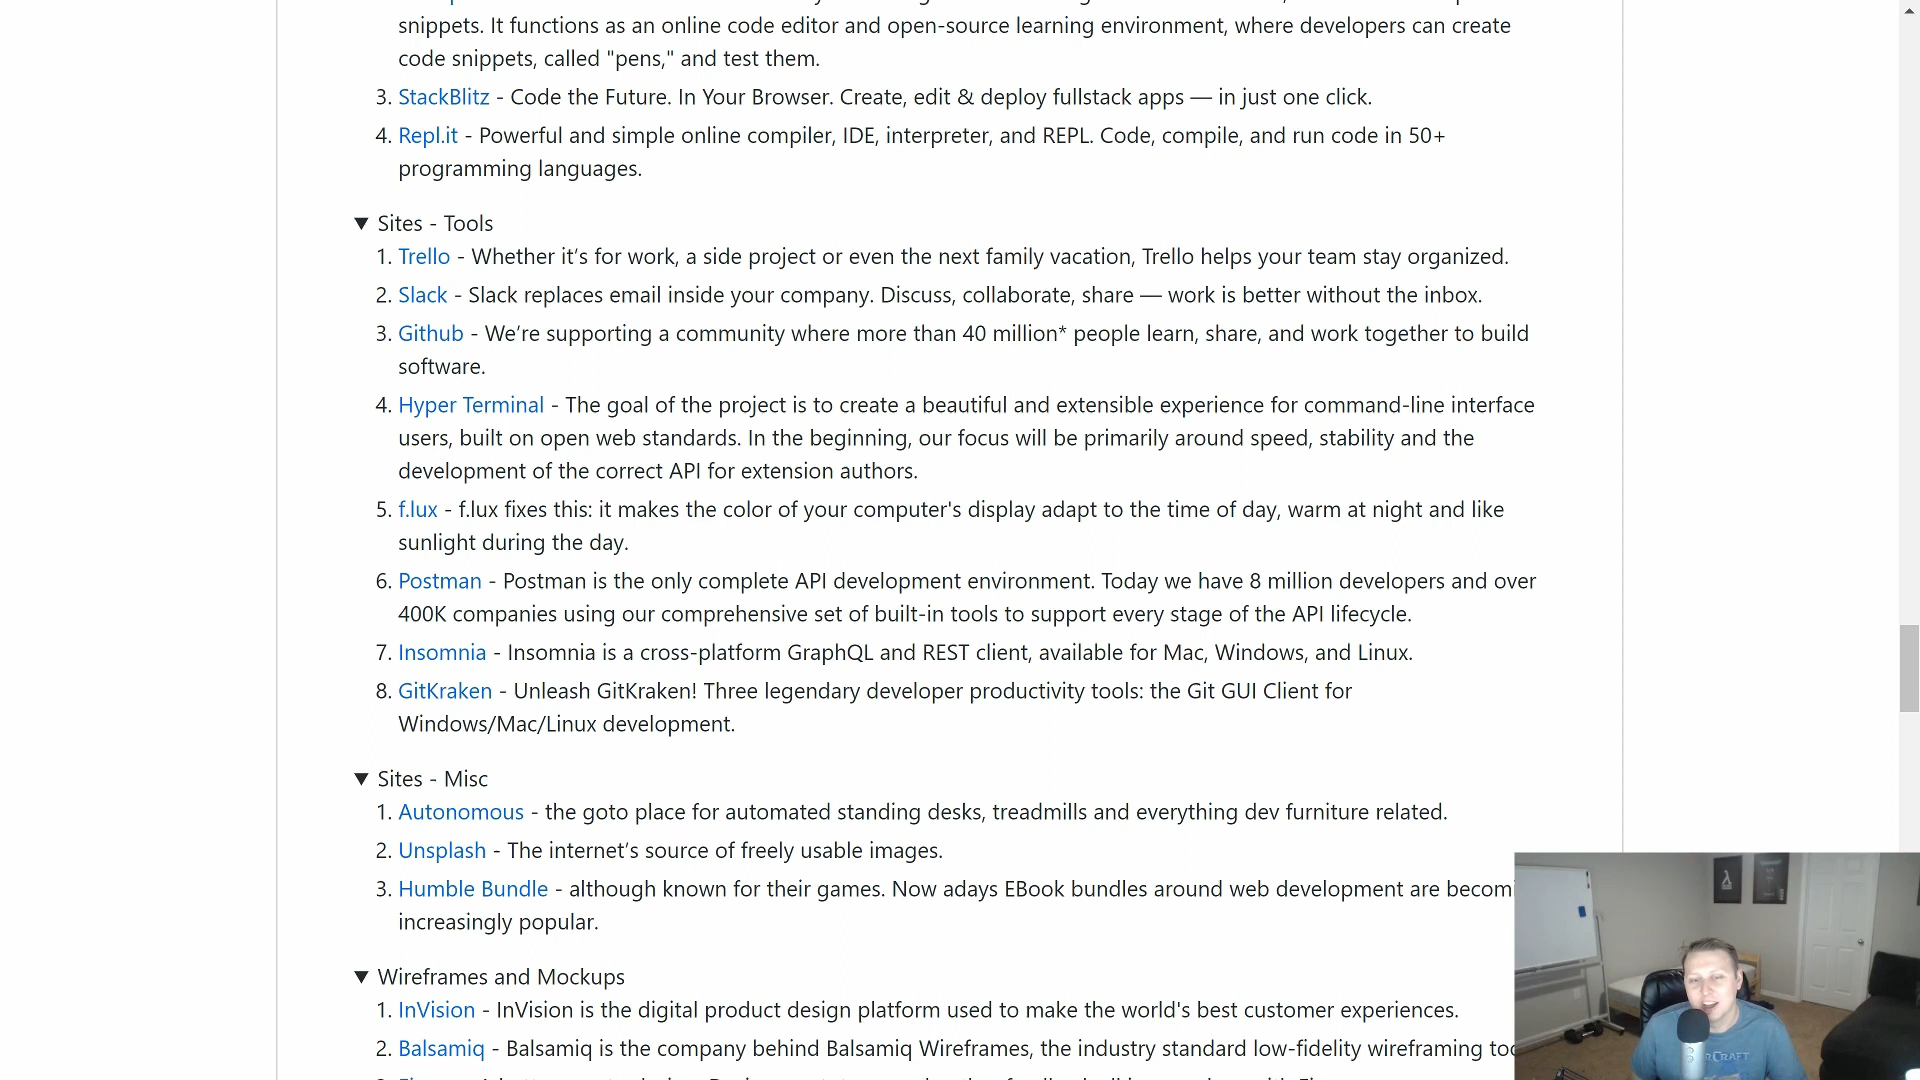 snippets. It functions as an online code editor and open-source learning environment, where developers can create
code snippets, called "pens," and test them.
3. StackBlitz - Code the Future. In Your Browser. Create, edit & deploy fullstack apps — in just one click.
4. Repl.it - Powerful and simple online compiler, IDE, interpreter, and REPL. Code, compile, and run code in 50+
programming languages.
▼ Sites - Tools
1. Trello - Whether it’s for work, a side project or even the next family vacation, Trello helps your team stay organized.
2. Slack - Slack replaces email inside your company. Discuss, collaborate, share — work is better without the inbox.
3. Github - We’re supporting a community where more than 40 million* people learn, share, and work together to build
software.
4. Hyper Terminal - The goal of the project is to create a beautiful and extensible experience for command-line interface
users, built on open web standards. In the beginning, our focus will be primarily around speed, stability and the
development of the correct API for extension authors.
5. f.lux - f.lux fixes this: it makes the color of your computer's display adapt to the time of day, warm at night and like
sunlight during the day.
6. Postman - Postman is the only complete API development environment. Today we have 8 million developers and over
400K companies using our comprehensive set of built-in tools to support every stage of the API lifecycle.
7. Insomnia - Insomnia is a cross-platform GraphQL and REST client, available for Mac, Windows, and Linux.
8. GitKraken - Unleash GitKraken! Three legendary developer productivity tools: the Git GUI Client for
Windows/Mac/Linux development.
▼ Sites - Misc
1. Autonomous - the goto place for automated standing desks, treadmills and everything dev furniture related.
2. Unsplash - The internet’s source of freely usable images.
3. Humble Bundle - although known for their games. Now adays EBook bundles around web development are becomi
increasingly popular.
▼ Wireframes and Mockups
1. InVision - InVision is the digital product design platform used to make the world's best customer experiences.
2. Balsamiq - Balsamiq is the company behind Balsamiq Wireframes, the industry standard low-fidelity wireframing too